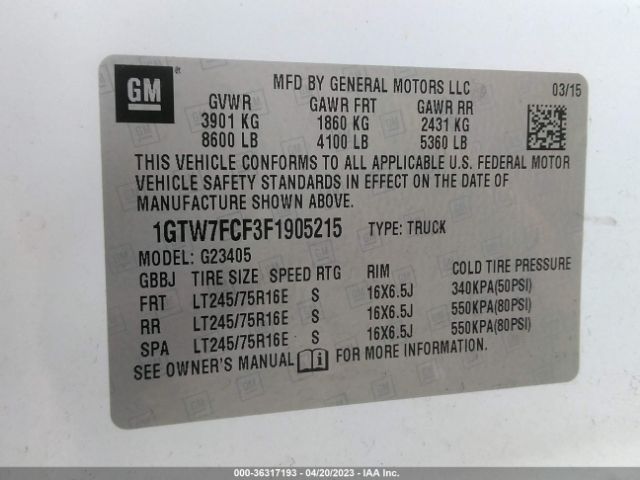 GM
®
MFD BY GENERAL MOTORS LLC 03/15
GVWR GAWR FRT GAWR RR
3901 KG 1860 KG 2431 KG
8600 LB 4100 LB 5360 LB
THIS VEHICLE CONFORMS TO ALL APPLICABLE U.S. FEDERAL MOTOR
VEHICLE SAFETY STANDARDS IN EFFECT ON THE DATE OF
MANUFACTURE SHOWN ABOVE.
1GTW7FCF3F1905215 TYPE: TRUCK
MODEL: G23405
GBBJ TIRE SIZE SPEED RTG RIM COLD TIRE PRESSURE
FRT LT245/75R16E S 16X6.5J 340KPA(50PSI)
RR LT245/75R16E S 16X6.5J 550KPA(80PSI)
SPA LT245/75R16E S 16X6.5J 550KPA(80PSI)
SEE OWNER'S MANUAL FOR MORE INFORMATION.
000-36317193 - 04/20/2023 - IAA Inc.